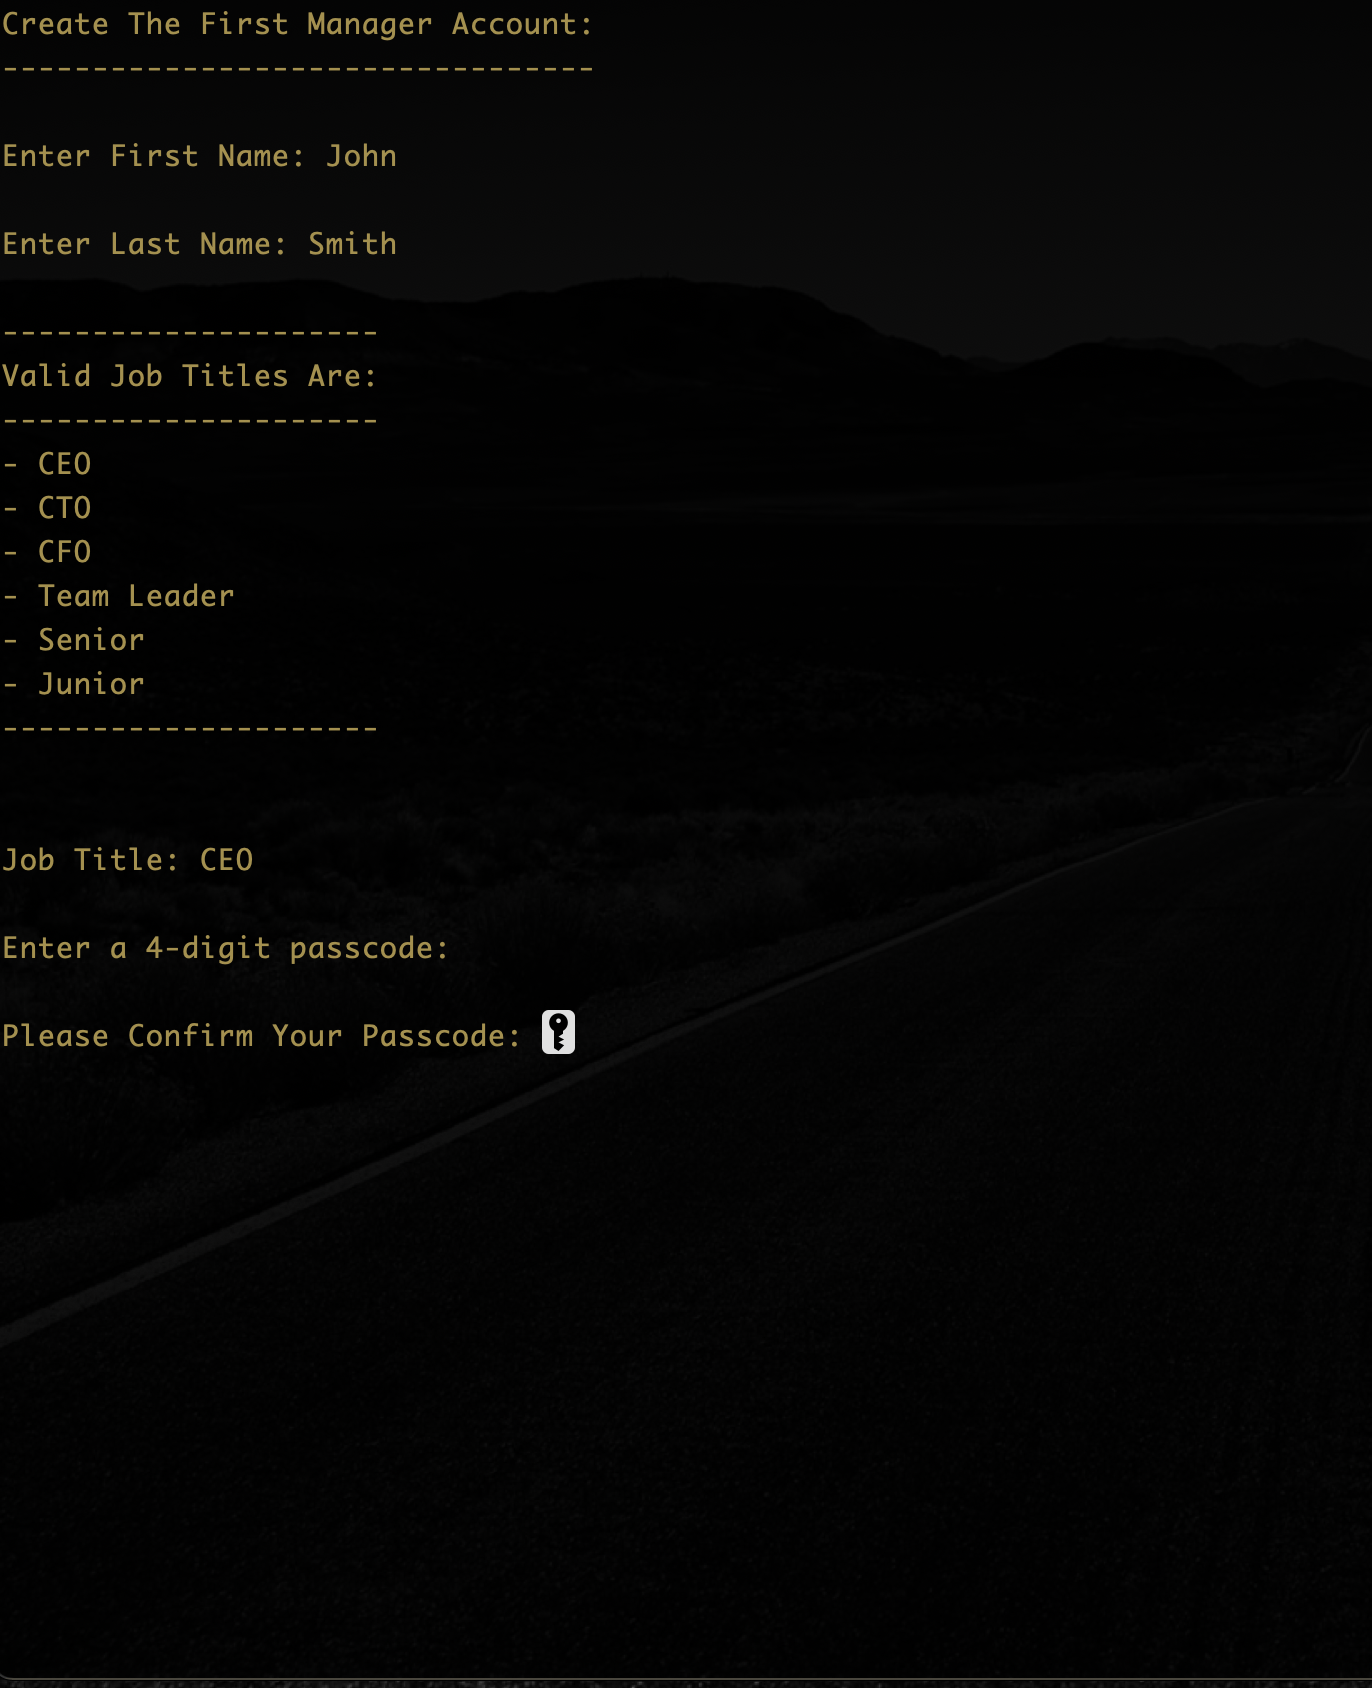 Create The First Manager Account:
---------------------------------
Enter First Name: John
Enter Last Name: Smith
---------------------
Valid Job Titles Are:
---------------------
- CEO
- CTO
- CFO
- Team Leader
- Senior
- Junior
---------------------
Job Title: CEO
Enter a 4-digit passcode:
Please Confirm Your Passcode: